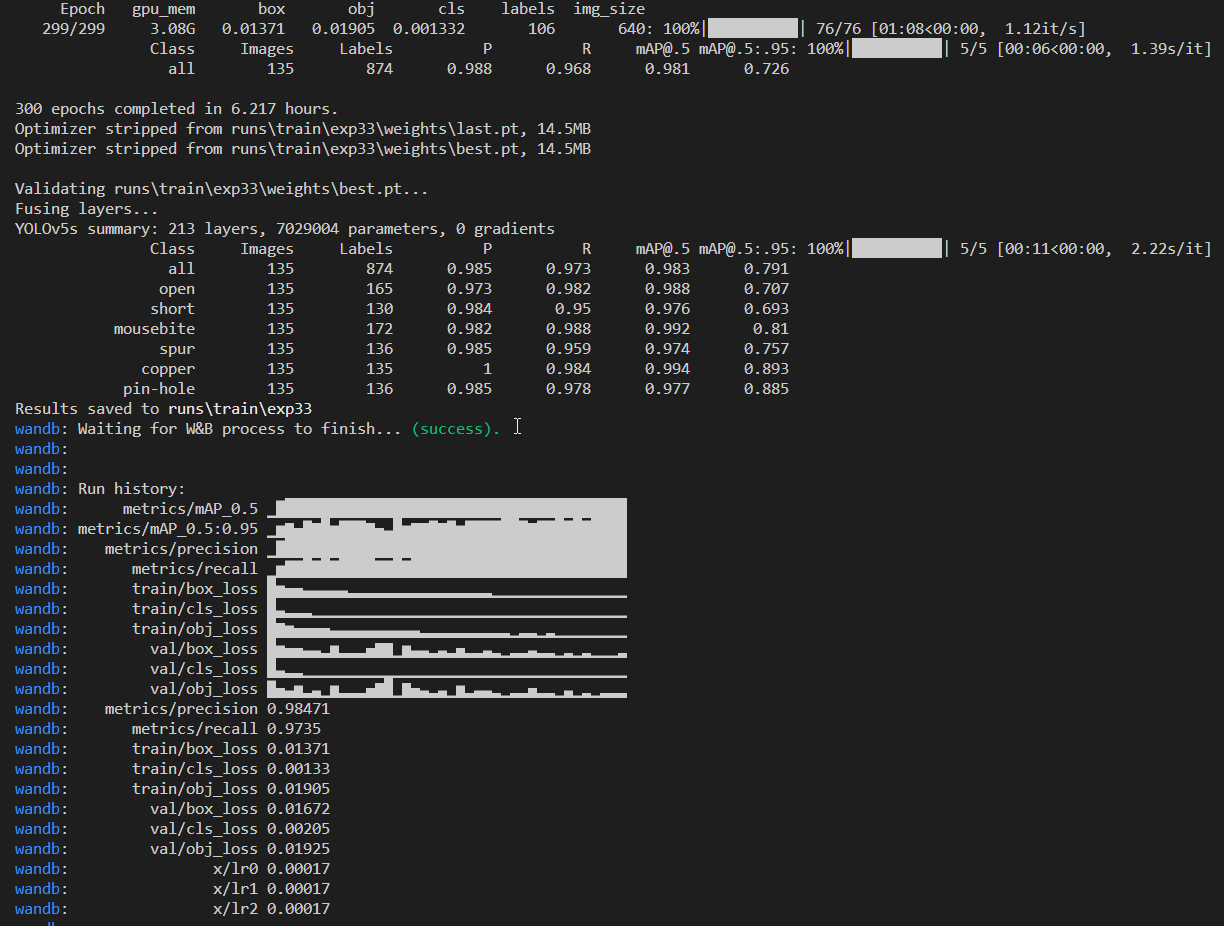 Epoch gpu_mem box obj cls labels img_size
299/299 3.08G 0.01371 0.01905 0.001332 106 640: 100%|██████████| 76/76 [01:08<00:00, 1.12it/s]
Class Images Labels P R mAP@.5 mAP@.5:.95: 100%|██████████| 5/5 [00:06<00:00, 1.39s/it]
all 135 874 0.988 0.968 0.981 0.726
300 epochs completed in 6.217 hours.
Optimizer stripped from runs\train\exp33\weights\last.pt, 14.5MB
Optimizer stripped from runs\train\exp33\weights\best.pt, 14.5MB
Validating runs\train\exp33\weights\best.pt...
Fusing layers...
YOLOv5s summary: 213 layers, 7029004 parameters, 0 gradients
Class Images Labels P R mAP@.5 mAP@.5:.95: 100%|██████████| 5/5 [00:11<00:00, 2.22s/it]
all 135 874 0.985 0.973 0.983 0.791
open 135 165 0.973 0.982 0.988 0.707
short 135 130 0.984 0.95 0.976 0.693
mousebite 135 172 0.982 0.988 0.992 0.81
spur 135 136 0.985 0.959 0.974 0.757
copper 135 135 1 0.984 0.994 0.893
pin-hole 135 136 0.985 0.978 0.977 0.885
Results saved to runs\train\exp33
wandb: Waiting for W&B process to finish... (success).
wandb:
wandb:
wandb: Run history:
wandb: metrics/mAP_0.5
wandb: metrics/mAP_0.5:0.95
wandb: metrics/precision
wandb: metrics/recall
wandb: train/box_loss
wandb: train/cls_loss
wandb: train/obj_loss
wandb: val/box_loss
wandb: val/cls_loss
wandb: val/obj_loss
wandb: metrics/precision 0.98471
wandb: metrics/recall 0.9735
wandb: train/box_loss 0.01371
wandb: train/cls_loss 0.00133
wandb: train/obj_loss 0.01905
wandb: val/box_loss 0.01672
wandb: val/cls_loss 0.00205
wandb: val/obj_loss 0.01925
wandb: x/lr0 0.00017
wandb: x/lr1 0.00017
wandb: x/lr2 0.00017